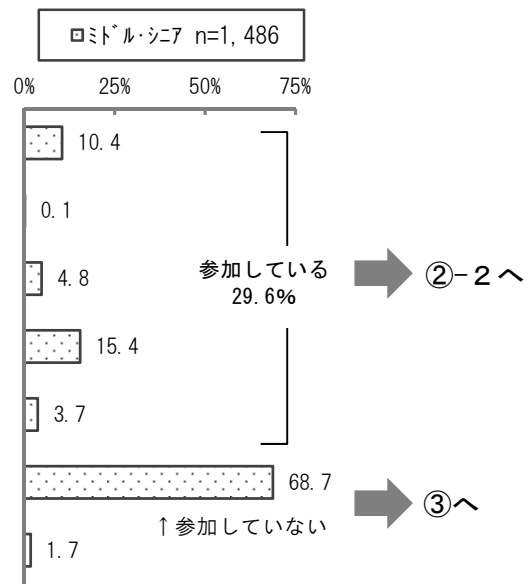 ﾐﾄﾞﾙ･ｼﾆｱ n=1,486
0% 25% 50% 75%
10.4
0.1
4.8
参加している
29.6%
②-2へ
15.4
3.7
68.7
↑参加していない
③へ
1.7